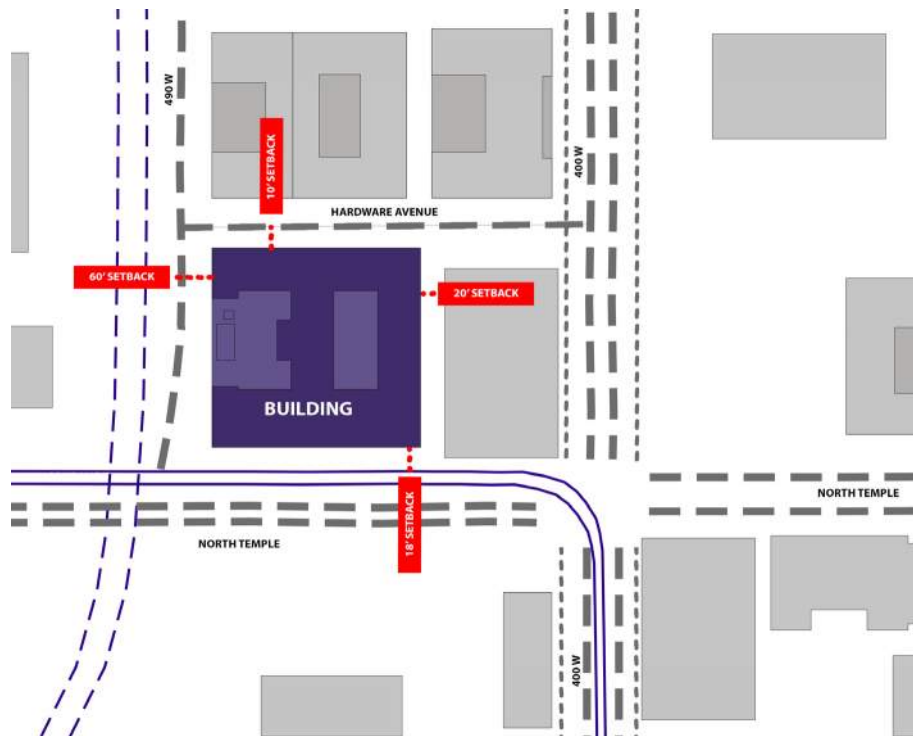 490 W
10' SETBACK
400 W
HARDWARE AVENUE
60' SETBACK
20' SETBACK
BUILDING
NORTH TEMPLE
18' SETBACK
NORTH TEMPLE
400 W